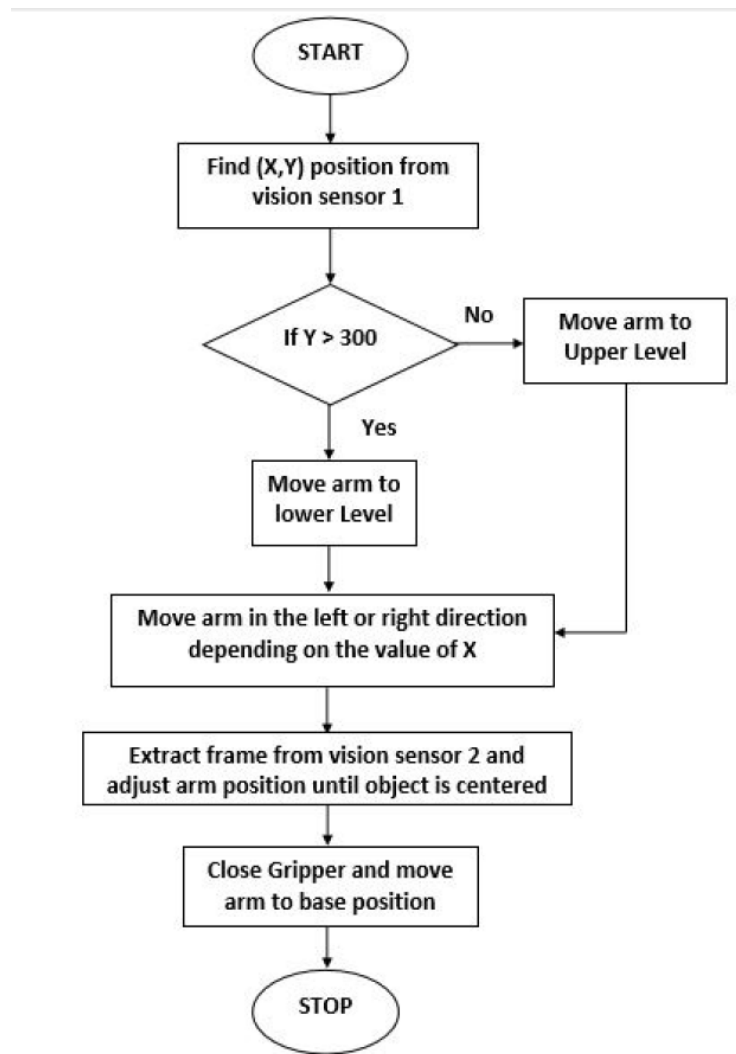 START
Find (X,Y) position from
vision sensor 1
If Y > 300
No
Move arm to
Upper Level
Yes
Move arm to
lower Level
Move arm in the left or right direction
depending on the value of X
Extract frame from vision sensor 2 and
adjust arm position until object is centered
Close Gripper and move
arm to base position
STOP